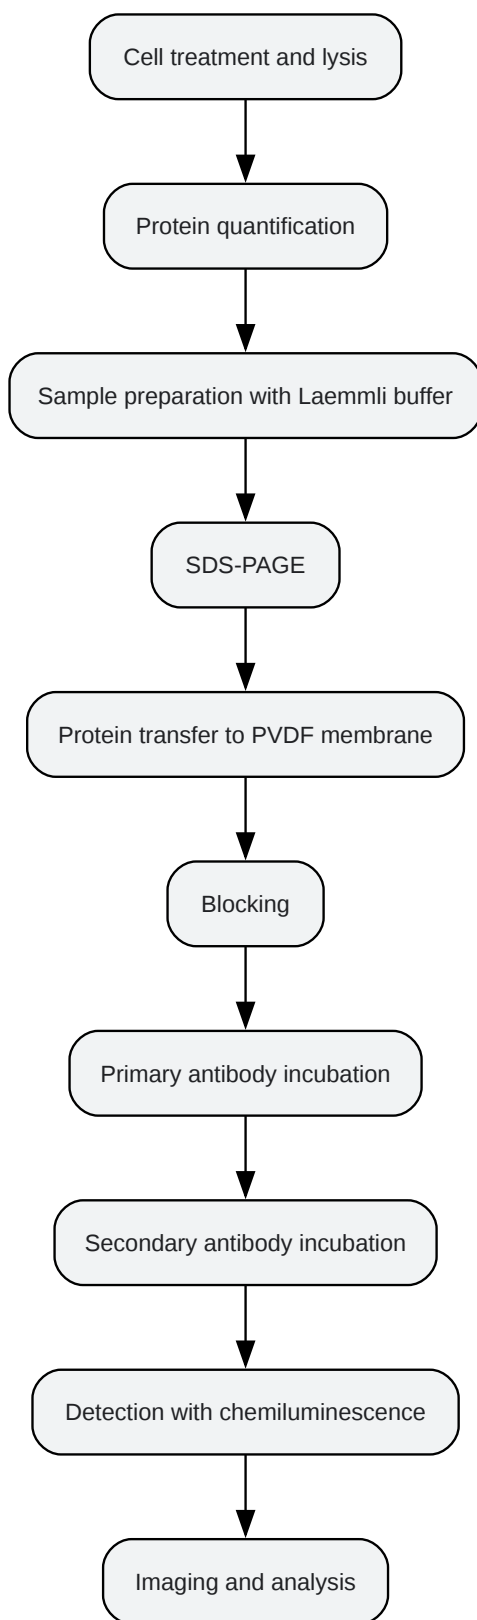 Cell treatment and lysis
Protein quantification
Sample preparation with Laemmli buffer
SDS-PAGE
Protein transfer to PVDF membrane
Blocking
Primary antibody incubation
Secondary antibody incubation
Detection with chemiluminescence
Imaging and analysis